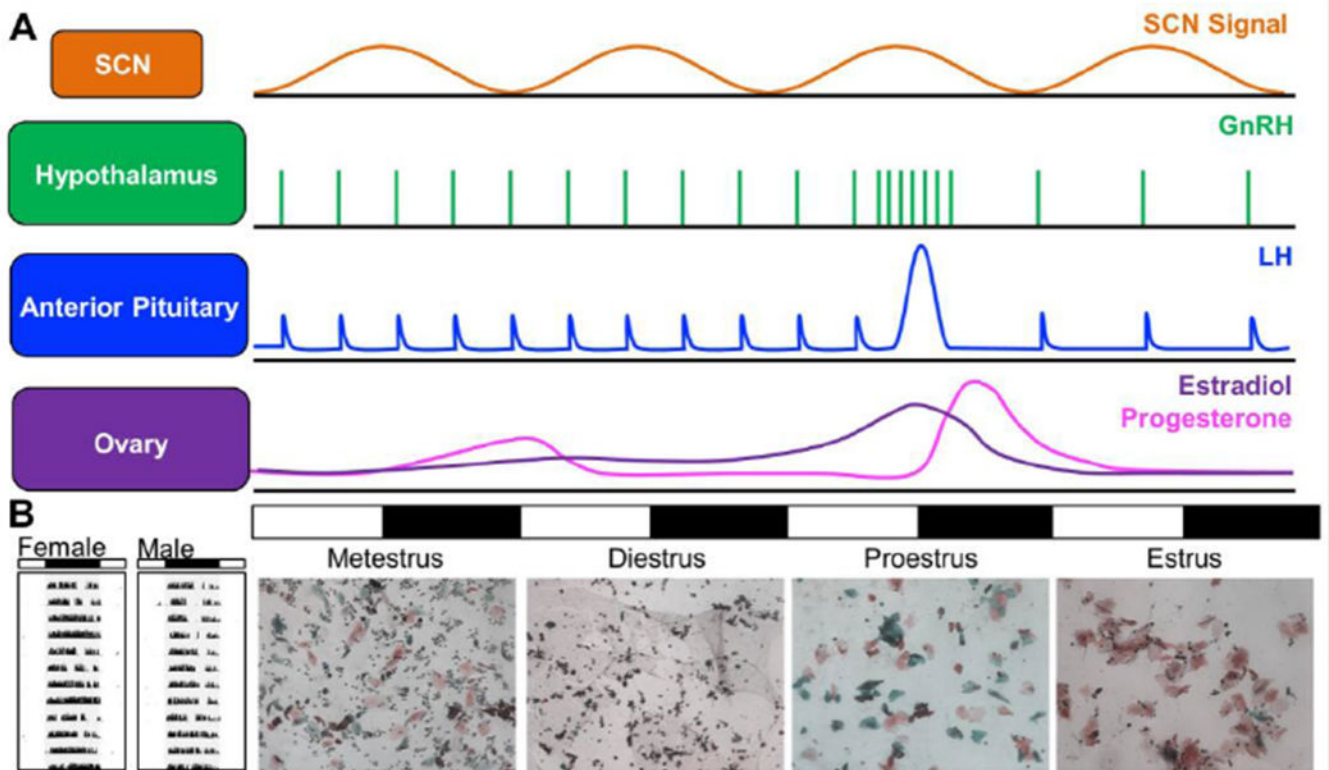 A
SCN
SCN Signal
Hypothalamus
GnRH
Anterior Pituitary
LH
Ovary
Estradiol
Progesterone
B
Female
Male
Metestrus
Diestrus
Proestrus
Estrus